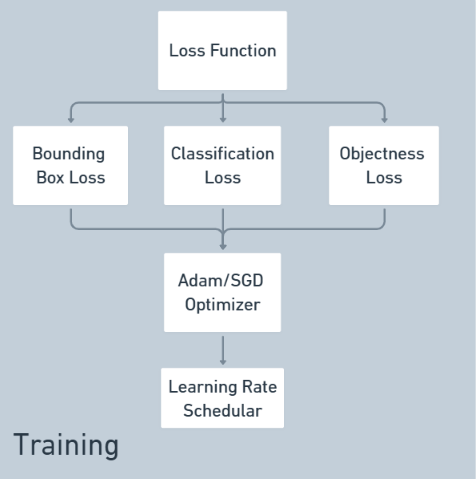 Loss Function
Bounding
Box Loss
Classification
Loss
Objectness
Loss
Adam/SGD
Optimizer
Learning Rate
Schedular
Training